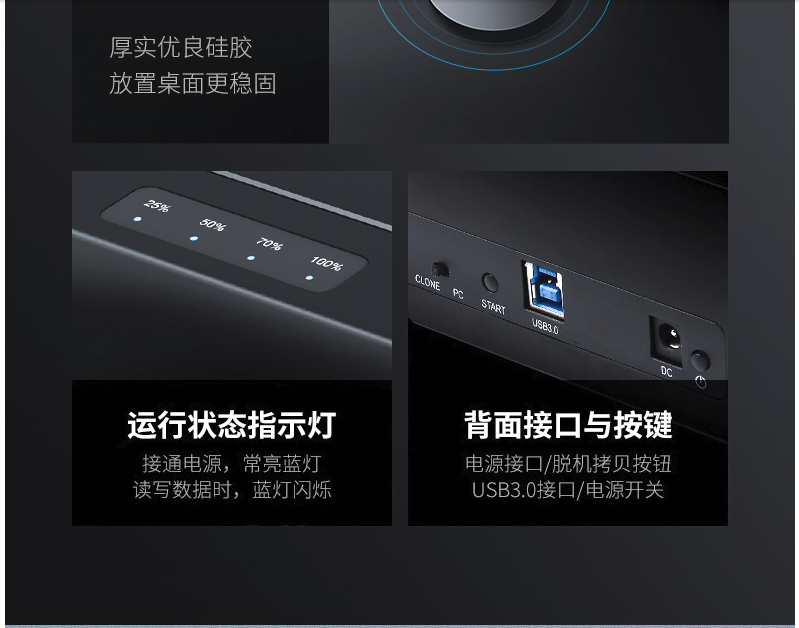 厚实优良硅胶
放置桌面更稳固
25%
50%
70%
100%
CLONE
PC
START
USB3.0
DC
运行状态指示灯
接通电源，常亮蓝灯
读写数据时，蓝灯闪烁
背面接口与按键
电源接口/脱机拷贝按钮
USB3.0接口/电源开关